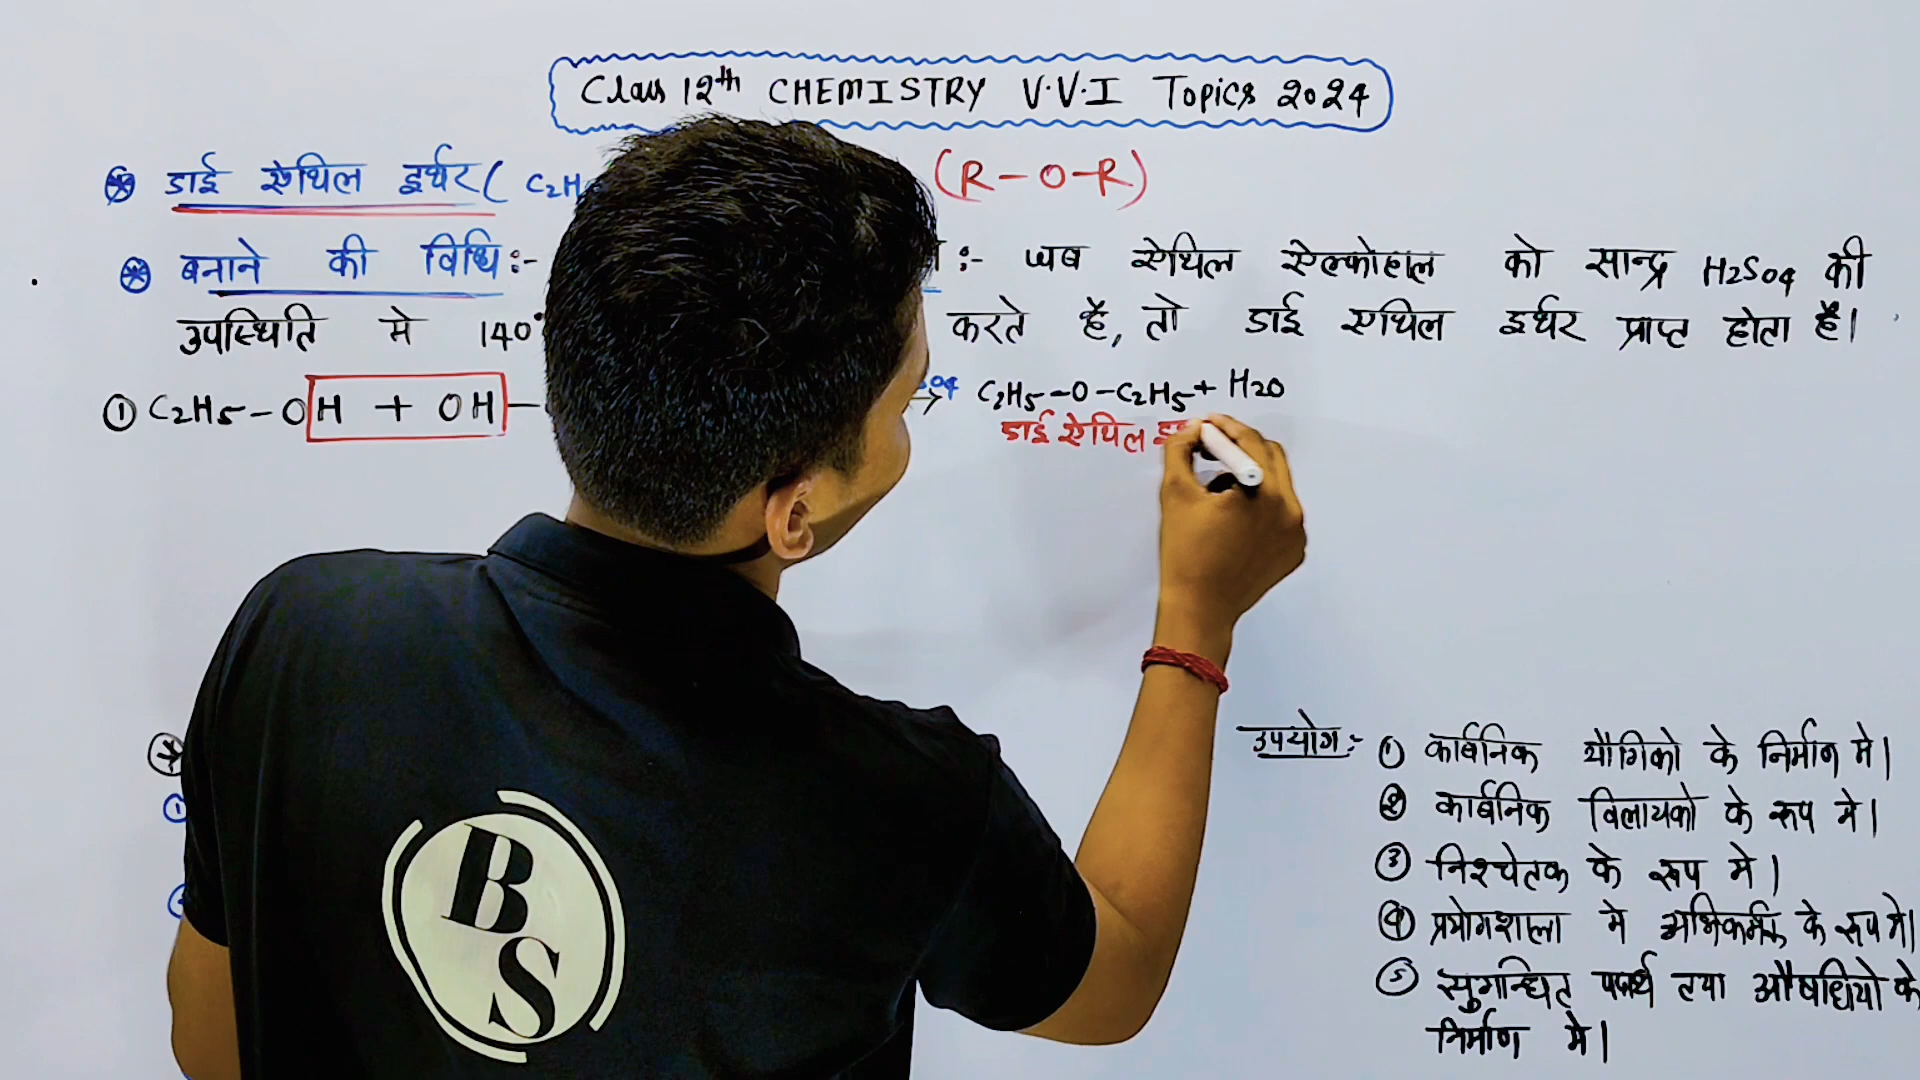 Class 12th CHEMISTRY V.V.I Topics 2024
डाई ऐथिल ईथर ( C2H (R-O-R)
बनाने की विधि :- :- जब ऐथिल ऐल्कोहाल को सान्द्र H2SO4 की
उपस्थिति मे 140° करते है, तो डाई एथिल ईथर प्राप्त होता है।
① C2H5-OH + OH- → C2H5-O-C2H5 + H2O
डाई ऐथिल
उपयोग :- ① कार्बनिक यौगिको के निर्माण मे।
② कार्बनिक विलायको के रूप मे।
③ निश्चेतक के रूप मे।
④ प्रयोगशाला मे अभिकर्मक के रूप मे।
⑤ सुगन्धित पदार्थ तथा औषधियो के
निर्माण मे।
①
BS